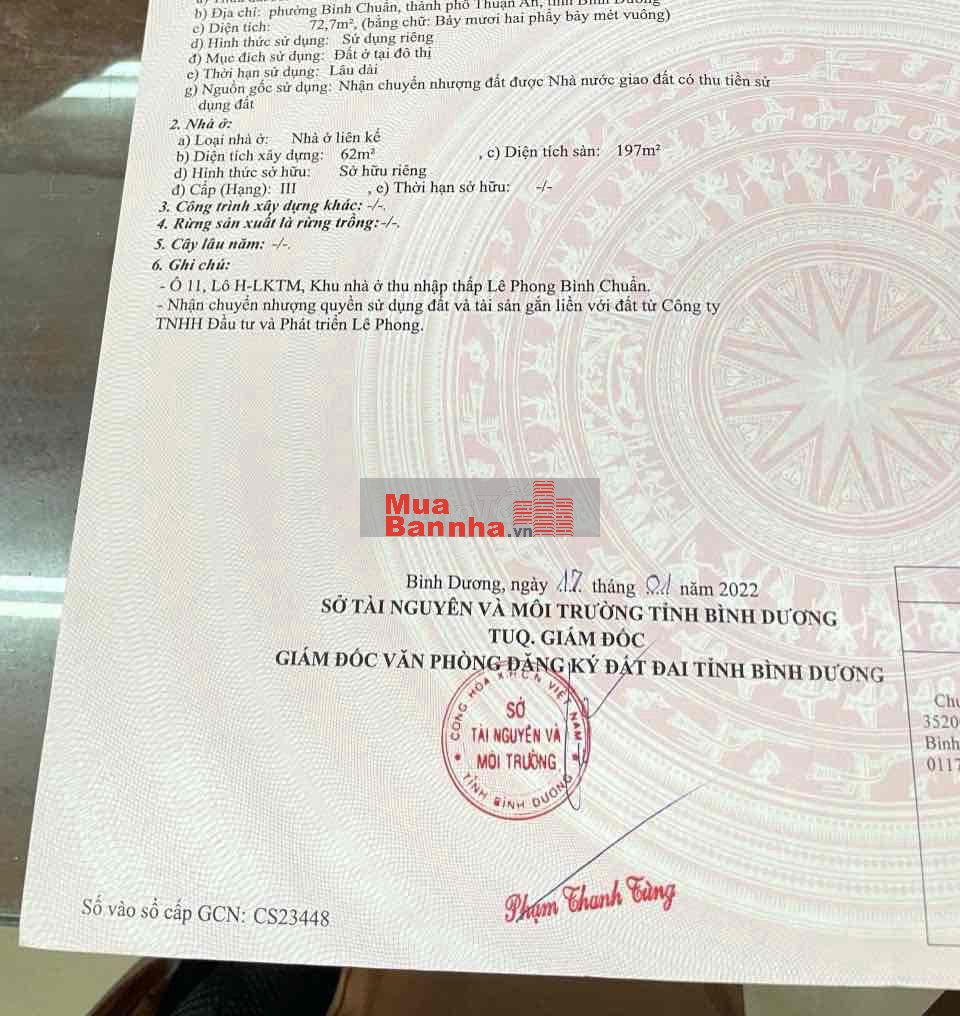 b) Địa chỉ: phường Bình Chuẩn, thành phố Thuận An, tỉnh Bình Dương
c) Diện tích: 72,7m², (bằng chữ: Bảy mươi hai phẩy bảy mét vuông)
d) Hình thức sử dụng: Sử dụng riêng
đ) Mục đích sử dụng: Đất ở tại đô thị
e) Thời hạn sử dụng: Lâu dài
g) Nguồn gốc sử dụng: Nhận chuyển nhượng đất được Nhà nước giao đất có thu tiền sử
dụng đất
2. Nhà ở:
a) Loại nhà ở: Nhà ở liên kế
b) Diện tích xây dựng: 62m² , c) Diện tích sàn: 197m²
d) Hình thức sở hữu: Sở hữu riêng
đ) Cấp (Hạng): III , e) Thời hạn sở hữu: -/-
3. Công trình xây dựng khác: -/-.
4. Rừng sản xuất là rừng trồng:-/-.
5. Cây lâu năm: -/-.
6. Ghi chú:
- Ô 11, Lô H-LKTM, Khu nhà ở thu nhập thấp Lê Phong Bình Chuẩn.
- Nhận chuyển nhượng quyền sử dụng đất và tài sản gắn liền với đất từ Công ty
TNHH Đầu tư và Phát triển Lê Phong.
Mua
Bannha.vn
Bình Dương, ngày 17 tháng 01 năm 2022
SỞ TÀI NGUYÊN VÀ MÔI TRƯỜNG TỈNH BÌNH DƯƠNG
TUQ. GIÁM ĐỐC
GIÁM ĐỐC VĂN PHÒNG ĐĂNG KÝ ĐẤT ĐAI TỈNH BÌNH DƯƠNG
CỘNG HÒA X.H.C.N VIỆT NAM
SỞ
TÀI NGUYÊN VÀ
MÔI TRƯỜNG
TỈNH BÌNH DƯƠNG
Phạm Thanh Tùng
Số vào sổ cấp GCN: CS23448
3520
Bình
0117